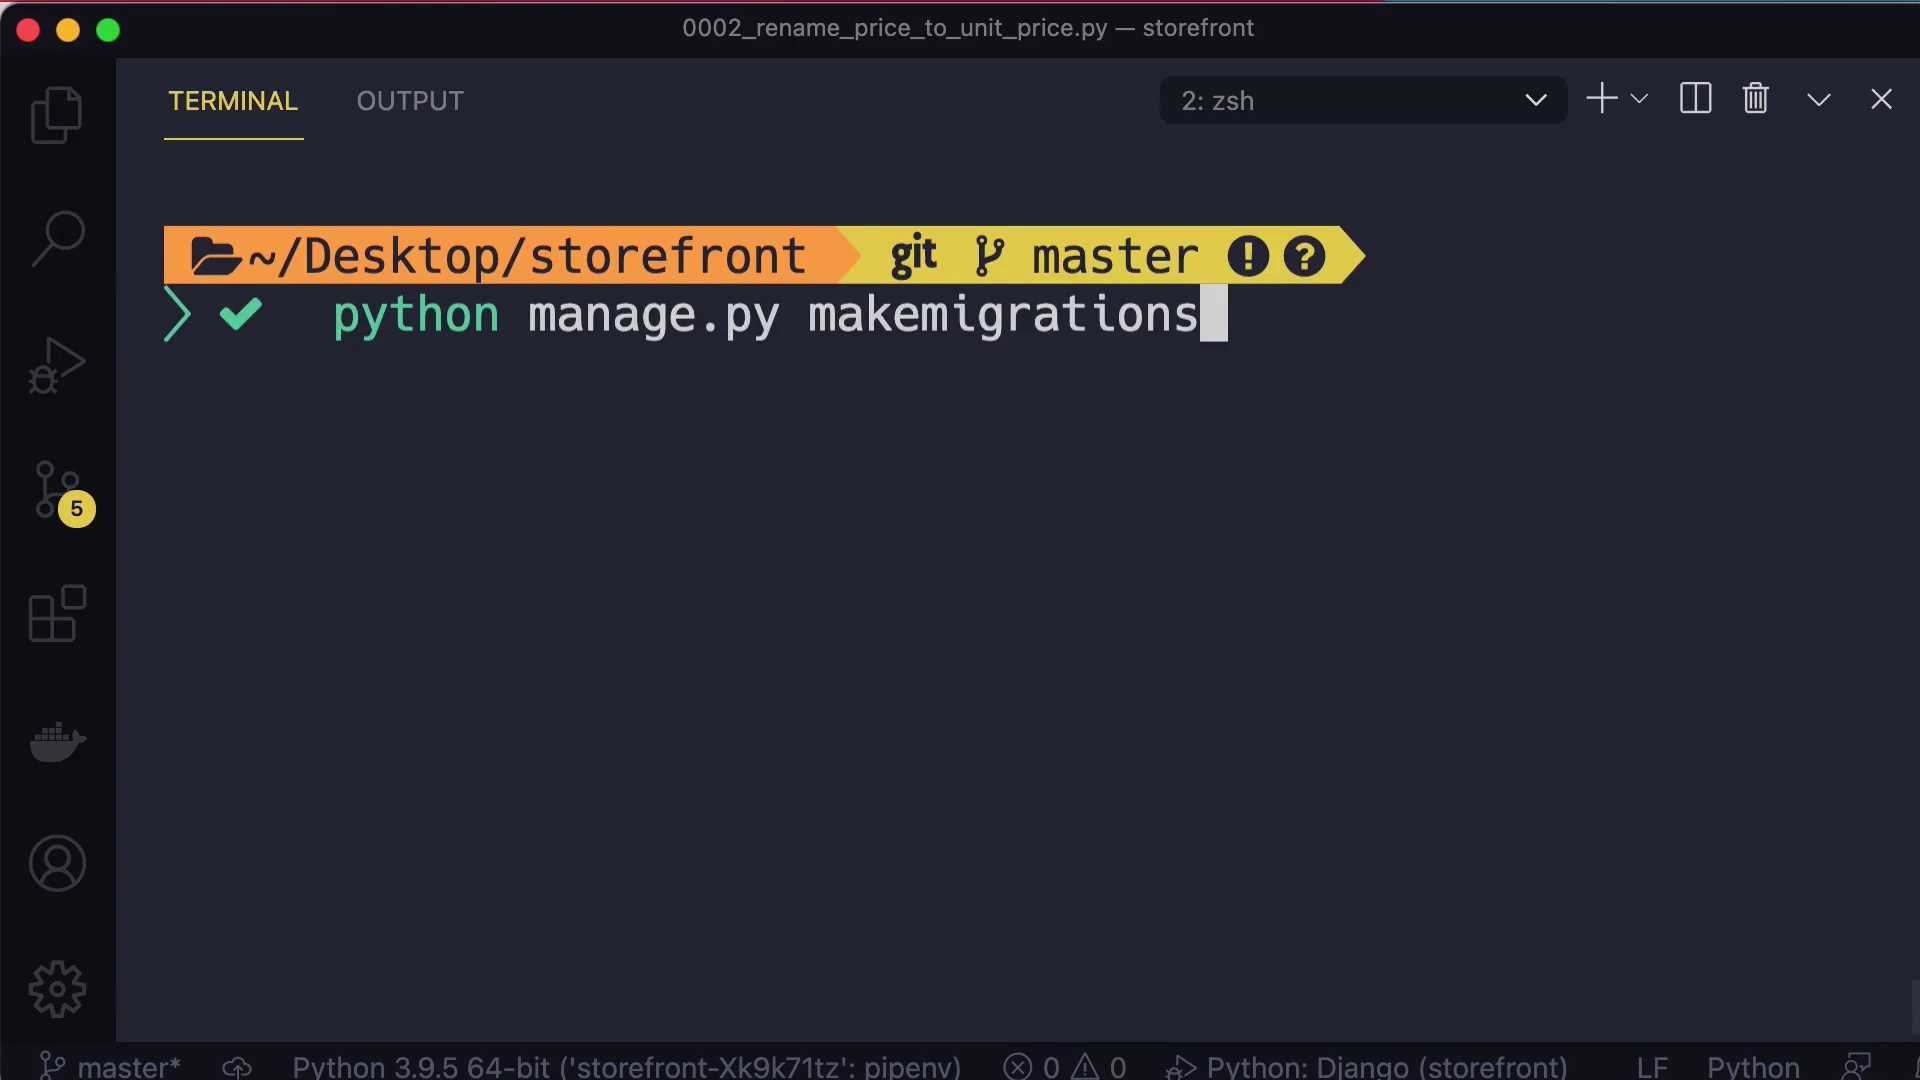 0002_rename_price_to_unit_price.py — storefront
TERMINAL OUTPUT 2: zsh
~/Desktop/storefront git master ! ?
python manage.py makemigrations
5
master* Python 3.9.5 64-bit ('storefront-Xk9k71tz': pipenv) 0 0 Python: Django (storefront) LF Python